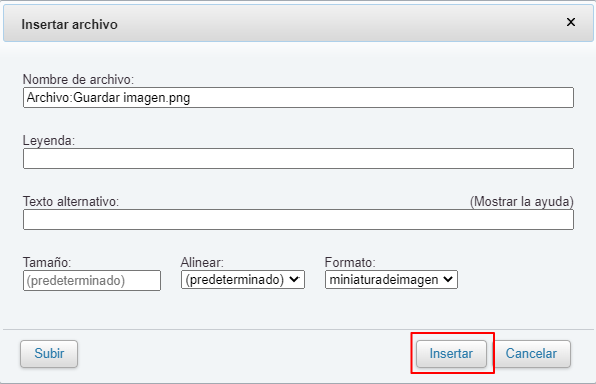 Insertar archivo ×
Nombre de archivo:
Archivo:Guardar imagen.png
Leyenda:
Texto alternativo: (Mostrar la ayuda)
Tamaño: Alinear: Formato:
(predeterminado) (predeterminado) miniaturadeimagen
Subir Insertar Cancelar